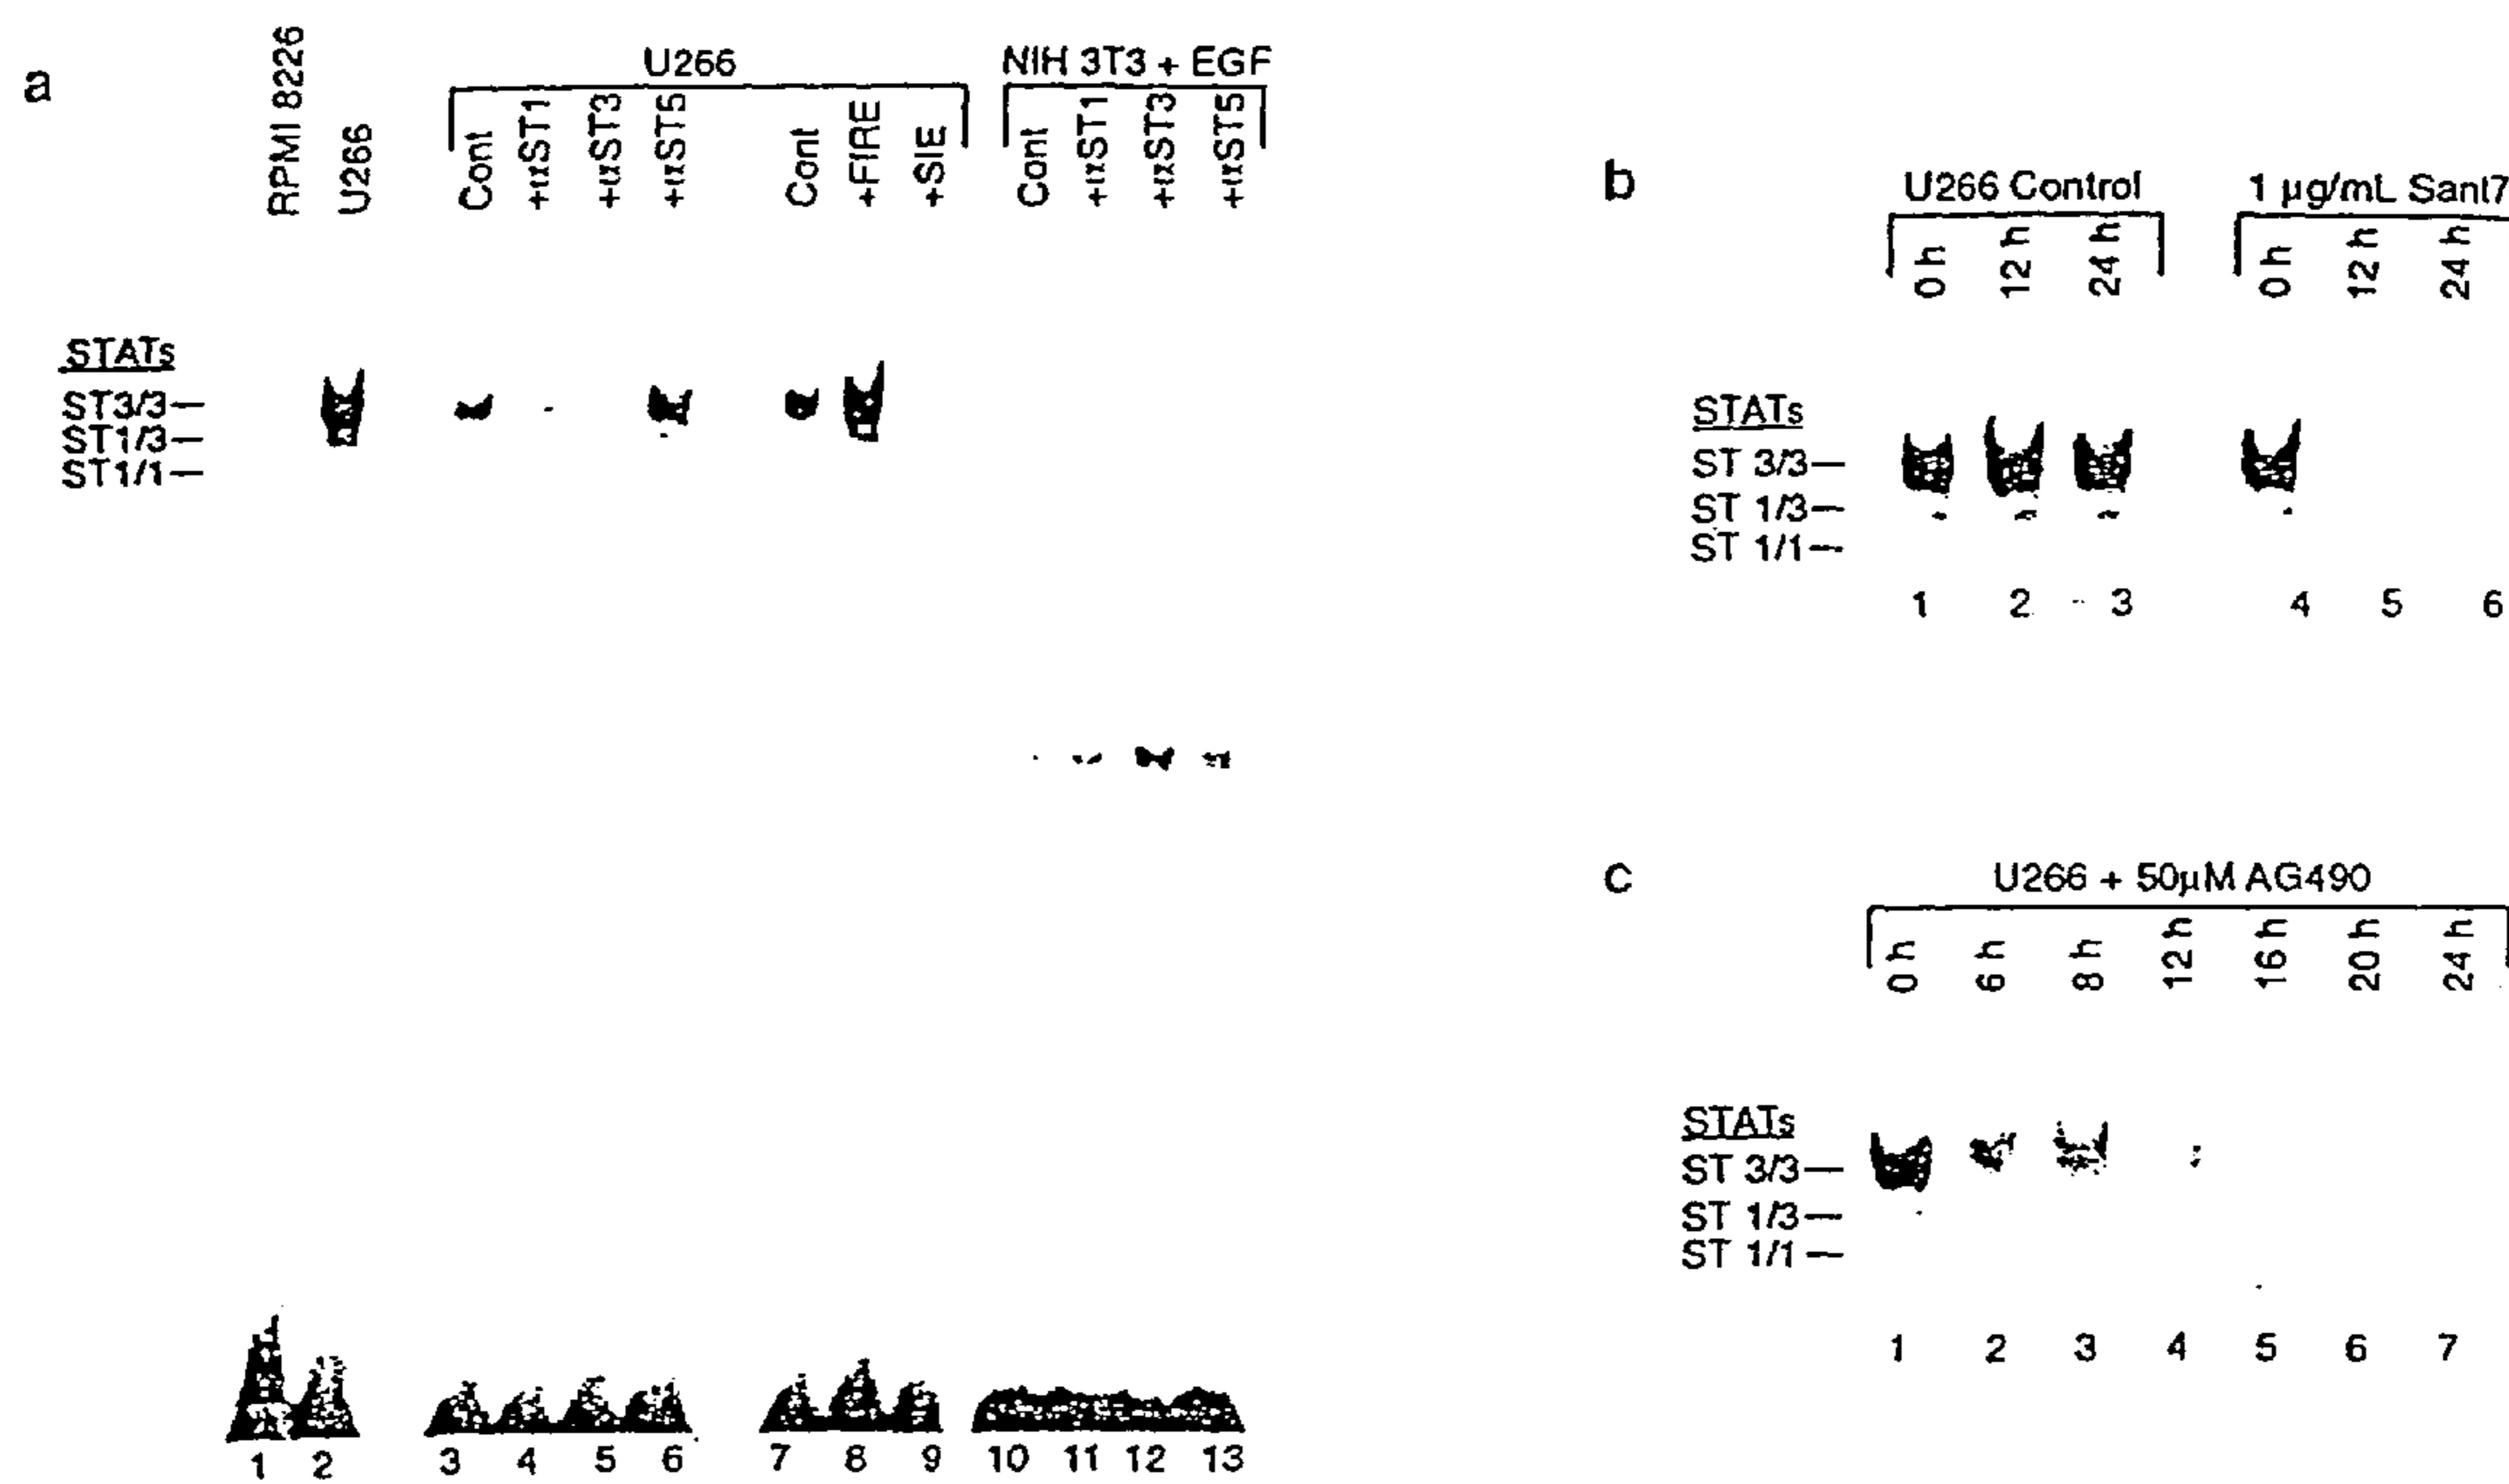 a
RPMI 8226
U266
U266
Cont
+αST1
+αST3
+αST5
Cont
+FIRE
+SIE
NIH 3T3 + EGF
Cont
+αST1
+αST3
+αST5
STATs
ST3/3
ST1/3
ST1/1
1 2 3 4 5 6 7 8 9 10 11 12 13
b
U266 Control
0 h 12 h 24 h
1 µg/mL Sant7
0 h 12 h 24 h
STATs
ST 3/3
ST 1/3
ST 1/1
1 2 3 4 5 6
c
U266 + 50µM AG490
0 h 6 h 8 h 12 h 16 h 20 h 24 h
STATs
ST 3/3
ST 1/3
ST 1/1
1 2 3 4 5 6 7